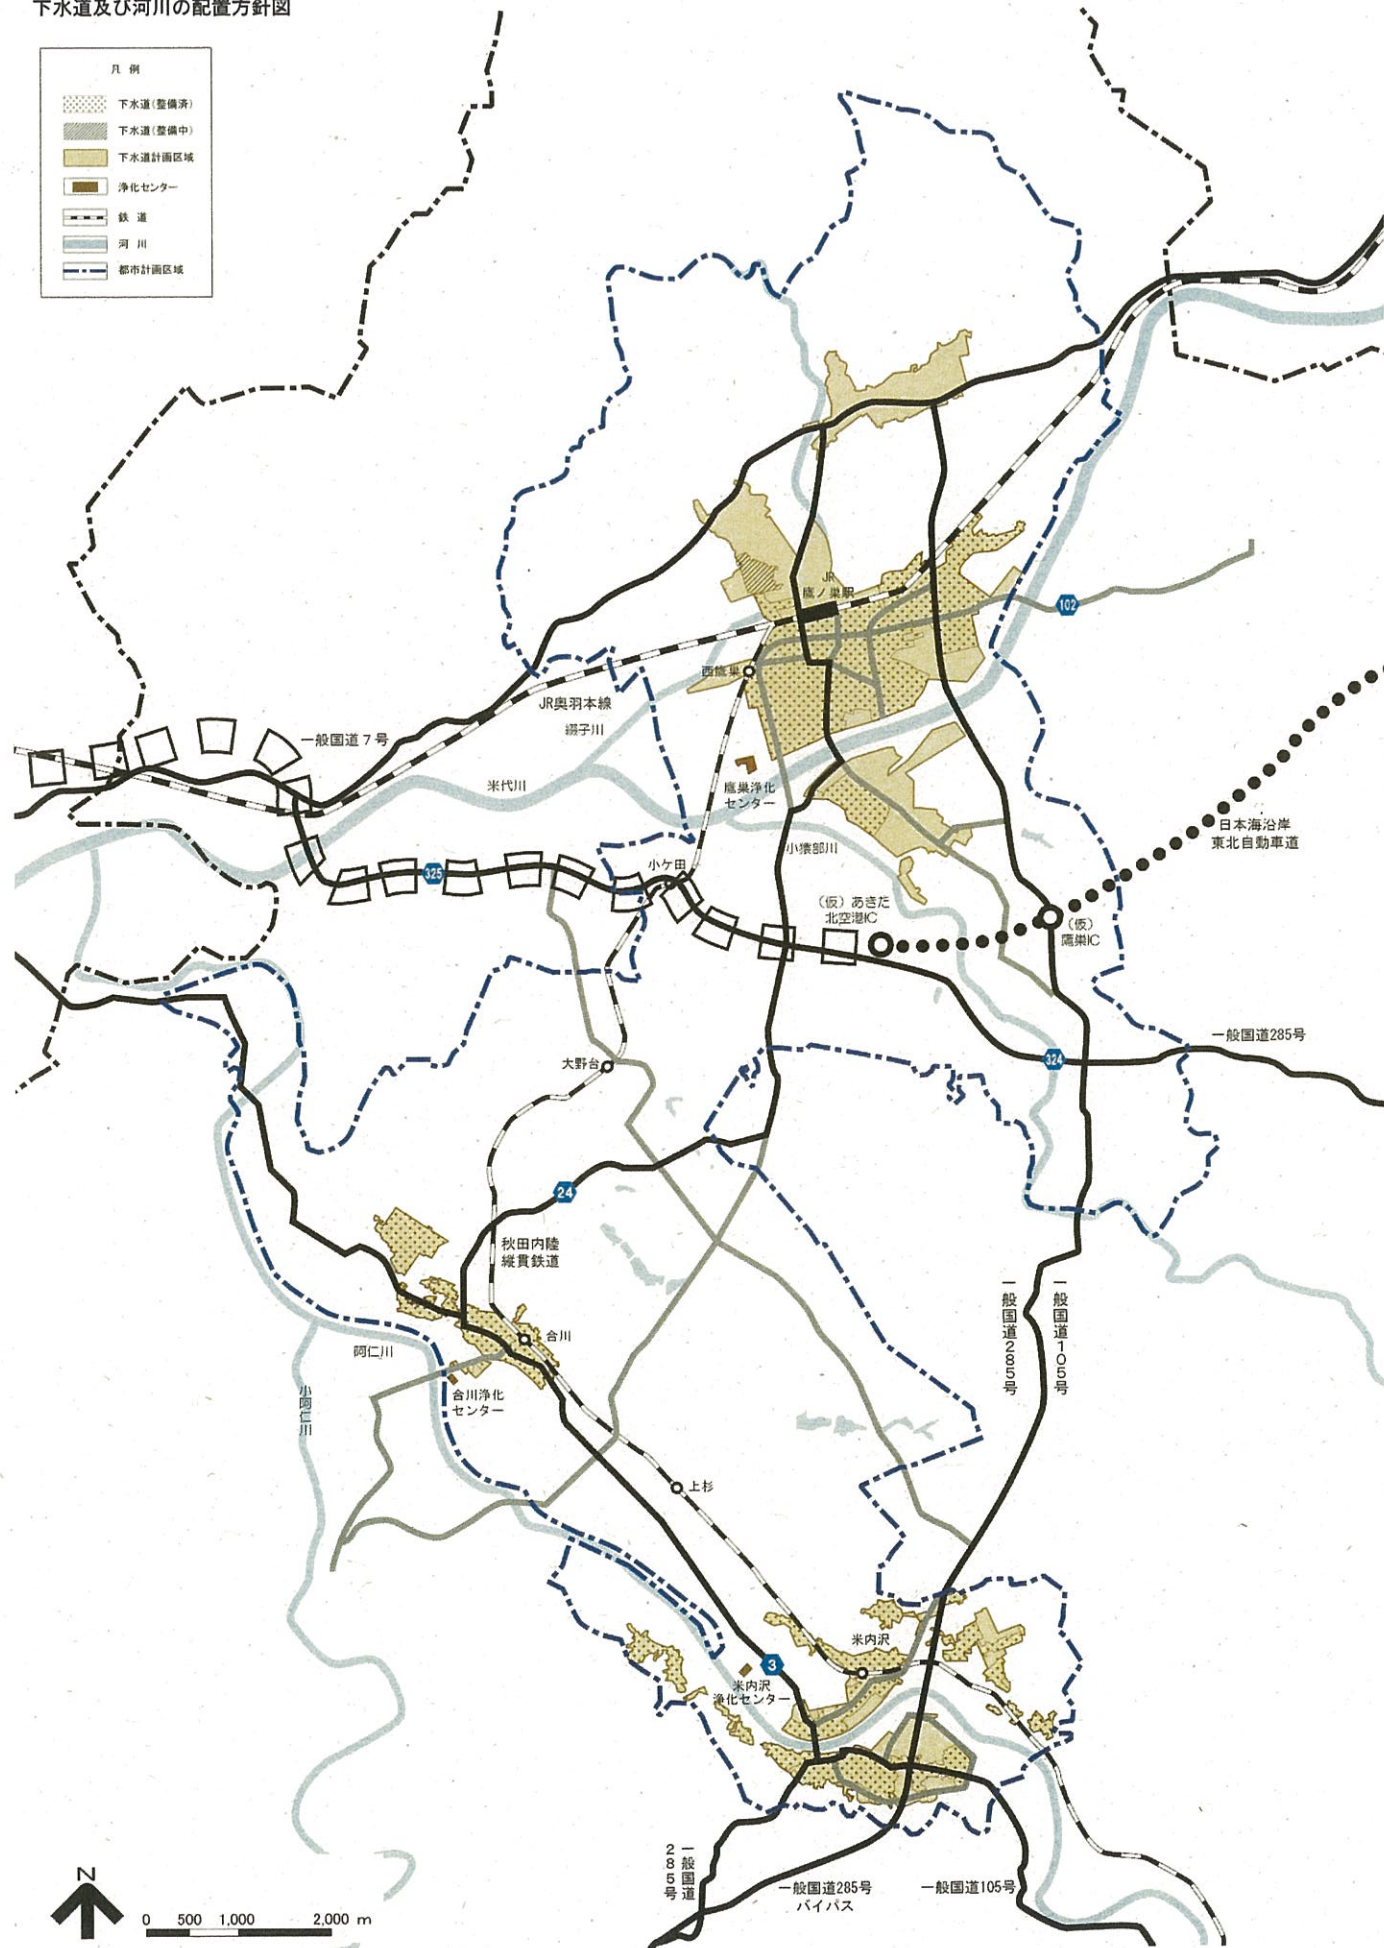 下水道及び河川の配置方針図
凡 例
下水道(整備済)
下水道(整備中)
下水道計画区域
浄化センター
鉄 道
河 川
都市計画区域
JR
鷹ノ巣駅
102
西鷹巣
JR奥羽本線
綴子川
一般国道7号
米代川
鷹巣浄化
センター
日本海沿岸
東北自動車道
小猿部川
小ケ田
325
(仮)あきた
北空港IC
(仮)
鷹巣IC
一般国道285号
324
大野台
24
秋田内陸
縦貫鉄道
一般国道285号
一般国道105号
合川
阿仁川
小阿仁川
合川浄化
センター
上杉
米内沢
3
米内沢
浄化センター
一般国道
285号
一般国道285号
バイパス
一般国道105号
N
0 500 1,000 2,000 m